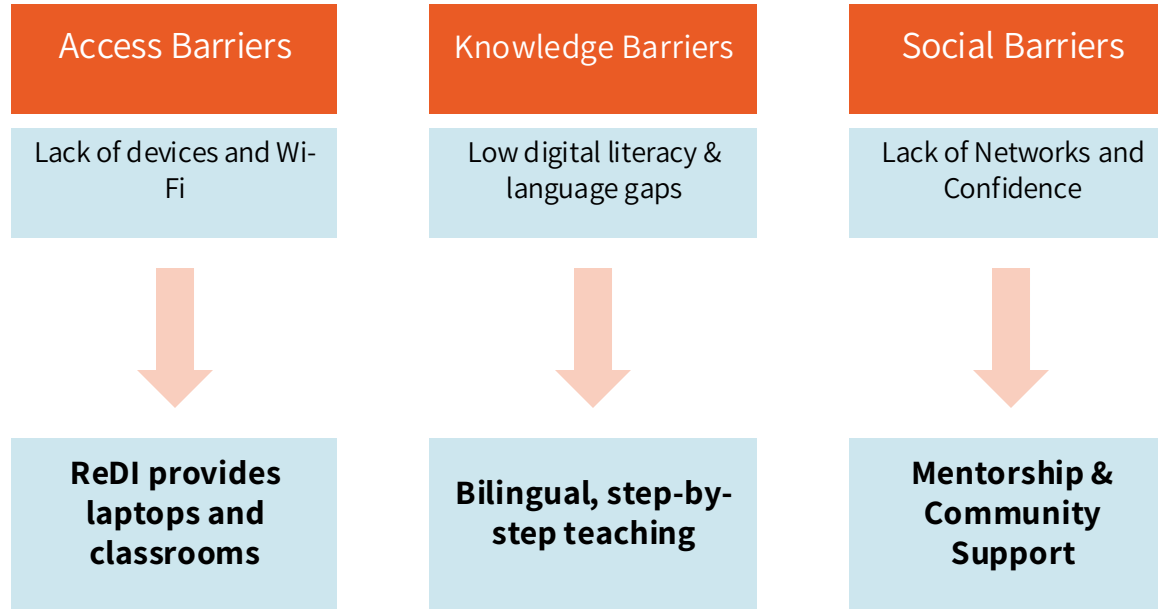 Access Barriers
Lack of devices and Wi-
Fi
ReDI provides
laptops and
classrooms
Knowledge Barriers
Low digital literacy &
language gaps
Bilingual, step-by-
step teaching
Social Barriers
Lack of Networks and
Confidence
Mentorship &
Community
Support